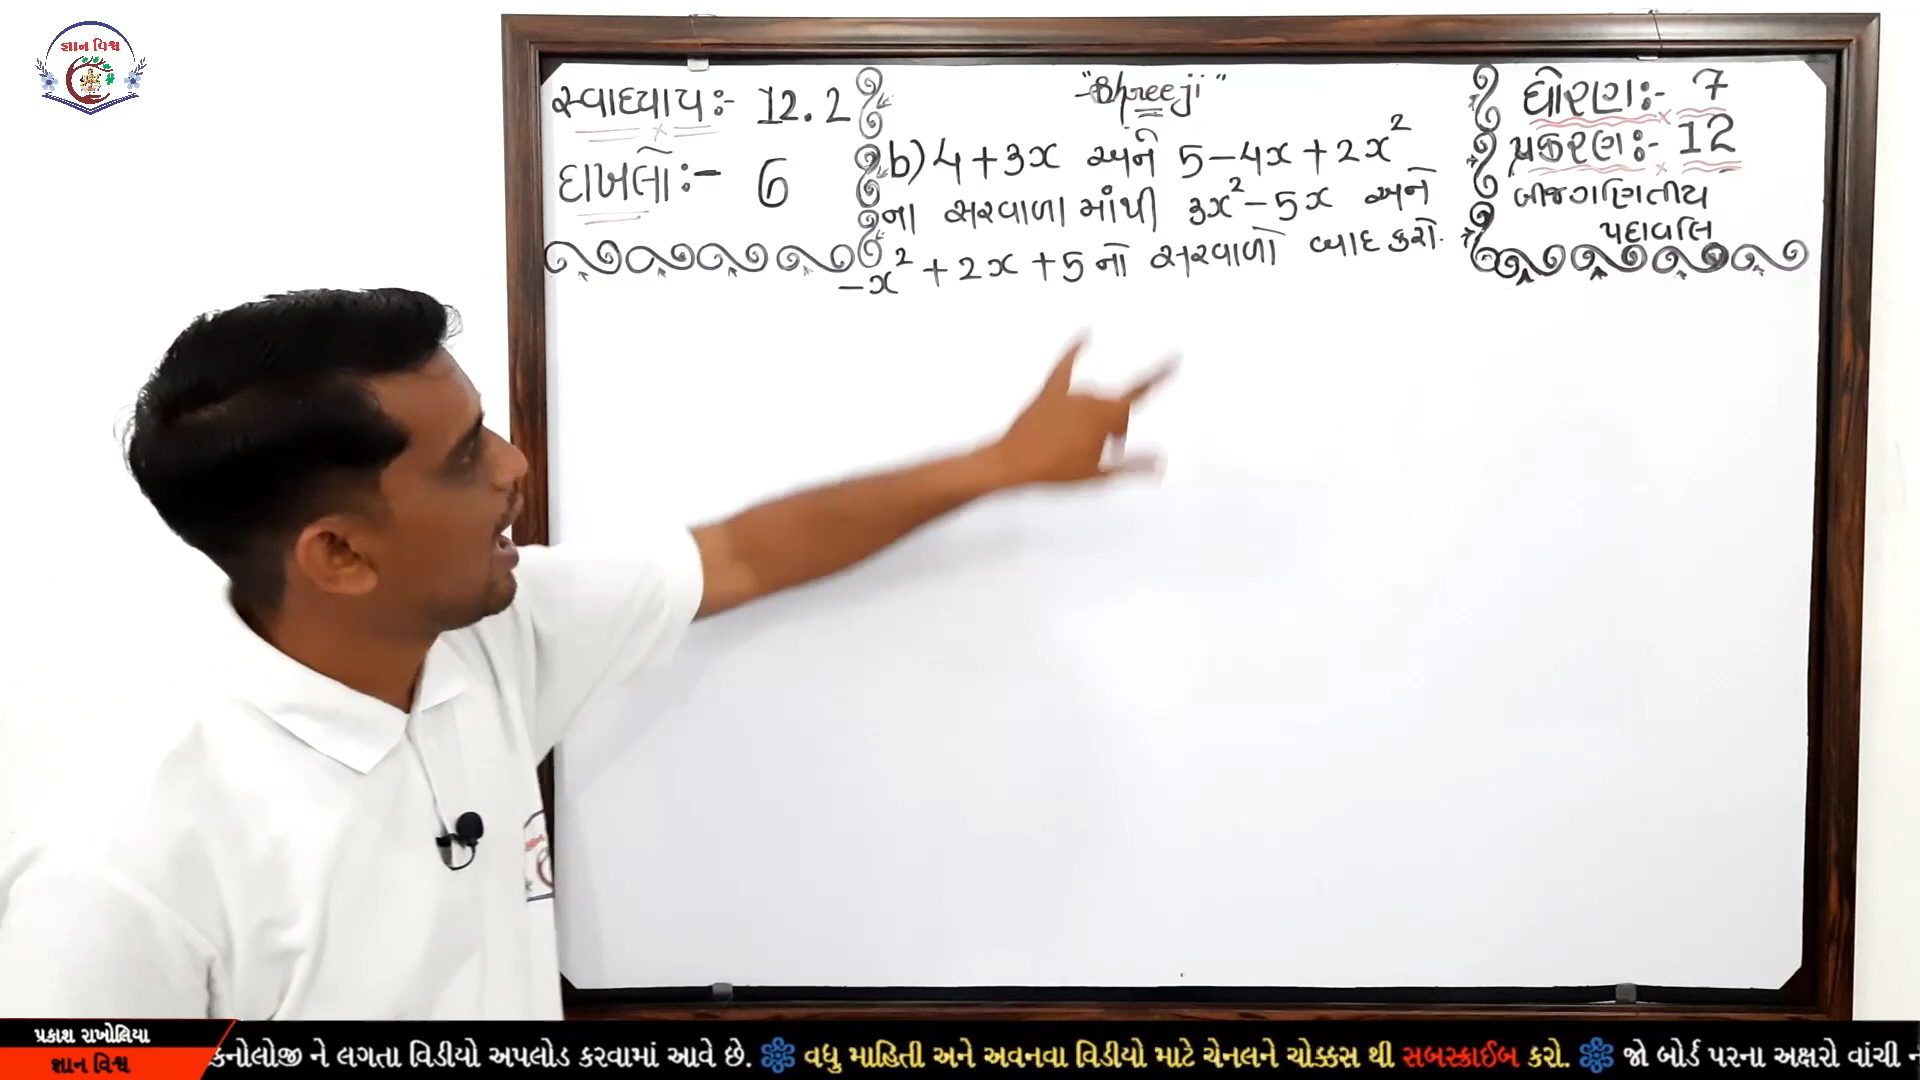 જ્ઞાન વિશ્વ
સ્વાધ્યાય:- 12.2
દાખલો:- 6
"Shreeji"
b) 4+3x અને 5-4x+2x²
ના સરવાળામાંથી 3x²-5x અને
-x²+2x+5નો સરવાળો બાદ કરો.
ધોરણ:- 7
પ્રકરણ:- 12
બીજગણિતીય
પદાવલિ
પ્રકાશ રાખોલિયા
જ્ઞાન વિશ્વ
કનોલોજી ને લગતા વિડીયો અપલોડ કરવામાં આવે છે. વધુ માહિતી અને અવનવા વિડીયો માટે ચેનલને ચોક્કસ થી સબસ્ક્રાઈબ કરો. જો બોર્ડ પરના અક્ષરો વાંચી ન